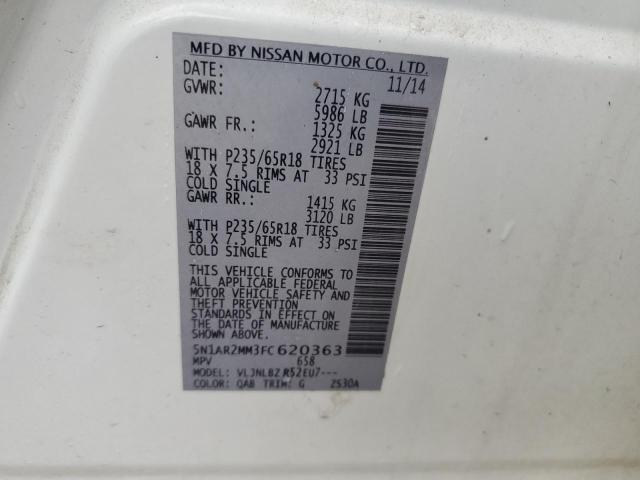 MFD BY NISSAN MOTOR CO., LTD.
DATE: 11/14
GVWR: 2715 KG
5986 LB
GAWR FR.: 1325 KG
2921 LB
WITH P235/65R18 TIRES
18 X 7.5 RIMS AT 33 PSI
COLD SINGLE
GAWR RR.: 1415 KG
3120 LB
WITH P235/65R18 TIRES
18 X 7.5 RIMS AT 33 PSI
COLD SINGLE
THIS VEHICLE CONFORMS TO
ALL APPLICABLE FEDERAL
MOTOR VEHICLE SAFETY AND
THEFT PREVENTION
STANDARDS IN EFFECT ON
THE DATE OF MANUFACTURE
SHOWN ABOVE.
5N1AR2MM3FC620363
MPV 658
MODEL: VLJNLBZ R52EU7---
COLOR: QAB TRIM: G 2S30A